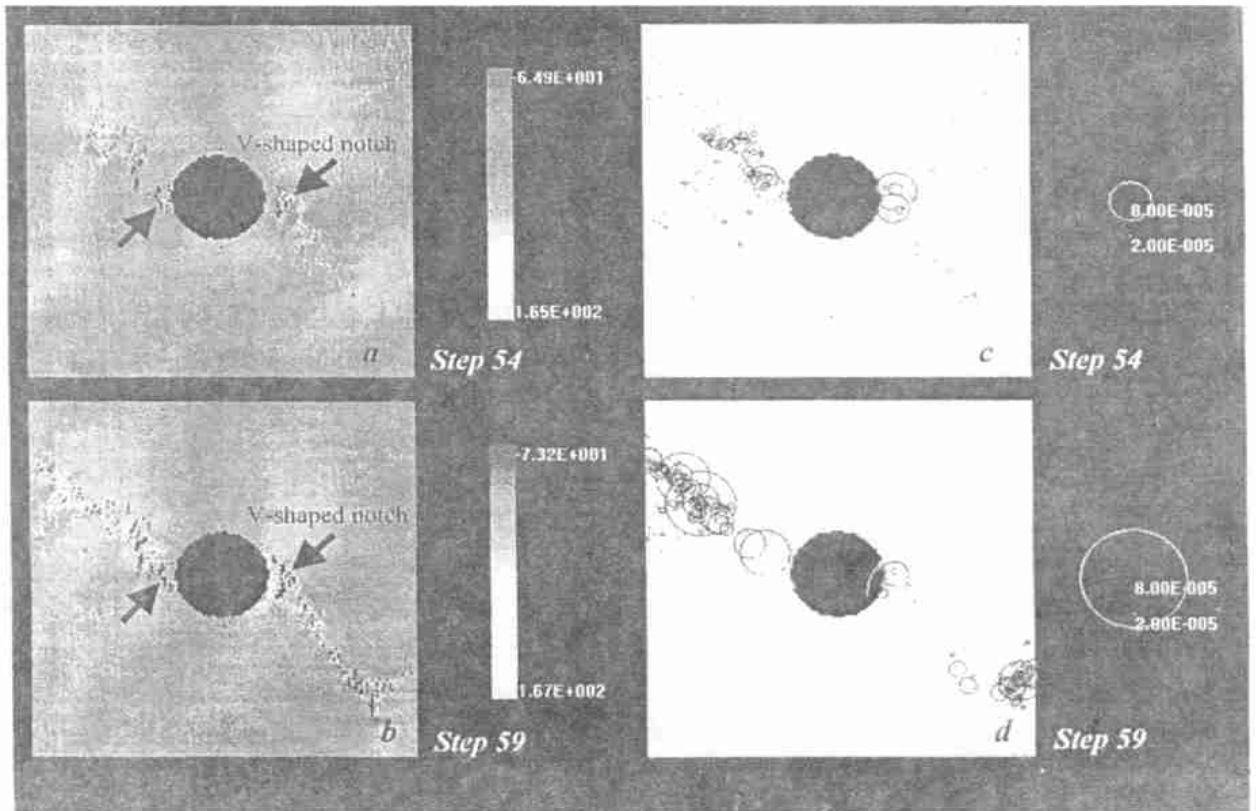 -6.49E+001
V-shaped notch
8.00E-005
2.00E-005
1.65E+002
a
Step 54
c
Step 54
-7.32E+001
V-shaped notch
8.00E-005
2.00E-005
1.67E+002
b
Step 59
d
Step 59